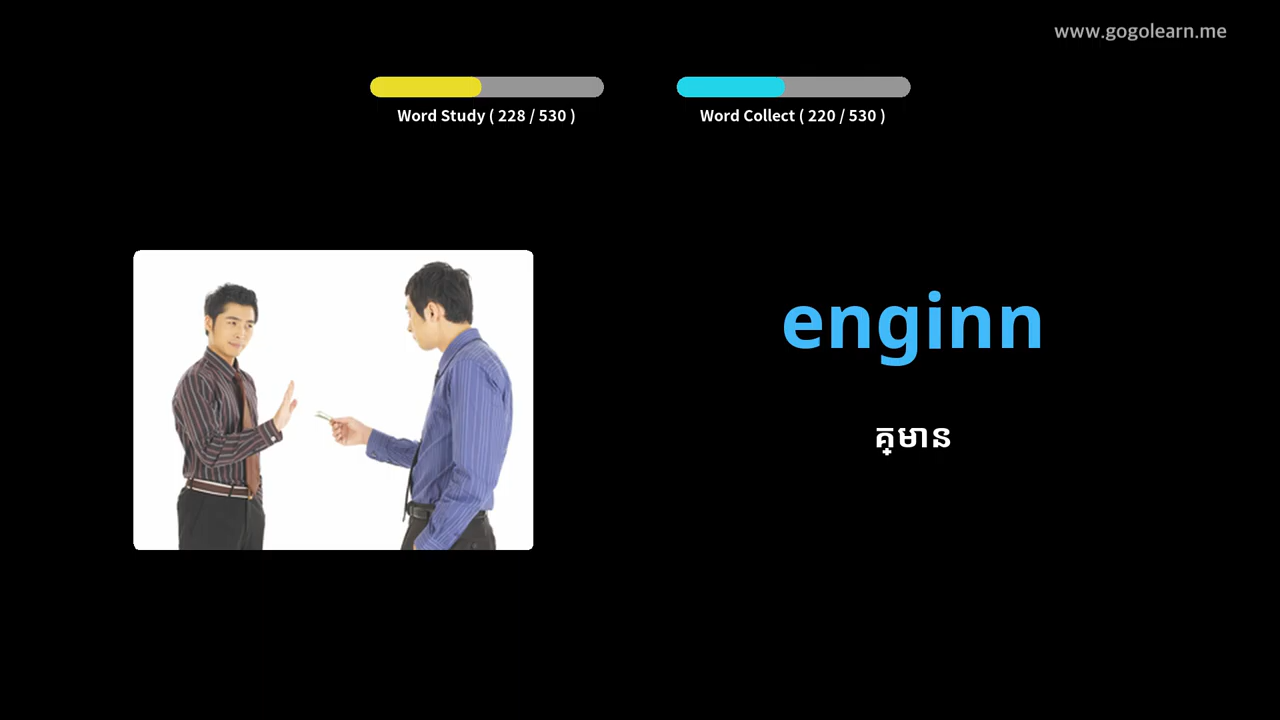 www.gogolearn.me
Word Study ( 228 / 530 )
Word Collect ( 220 / 530 )
enginn
គ្មាន